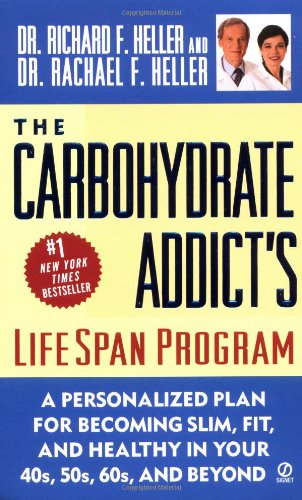 DR. RICHARD F. HELLER AND
DR. RACHAEL F. HELLER
THE
CARBOHYDRATE
ADDICT'S
#1
NEW YORK
TIMES
BESTSELLER
LIFESPAN PROGRAM
A PERSONALIZED PLAN
FOR BECOMING SLIM, FIT,
AND HEALTHY IN YOUR
40s, 50s, 60s, AND BEYOND
SIGNET